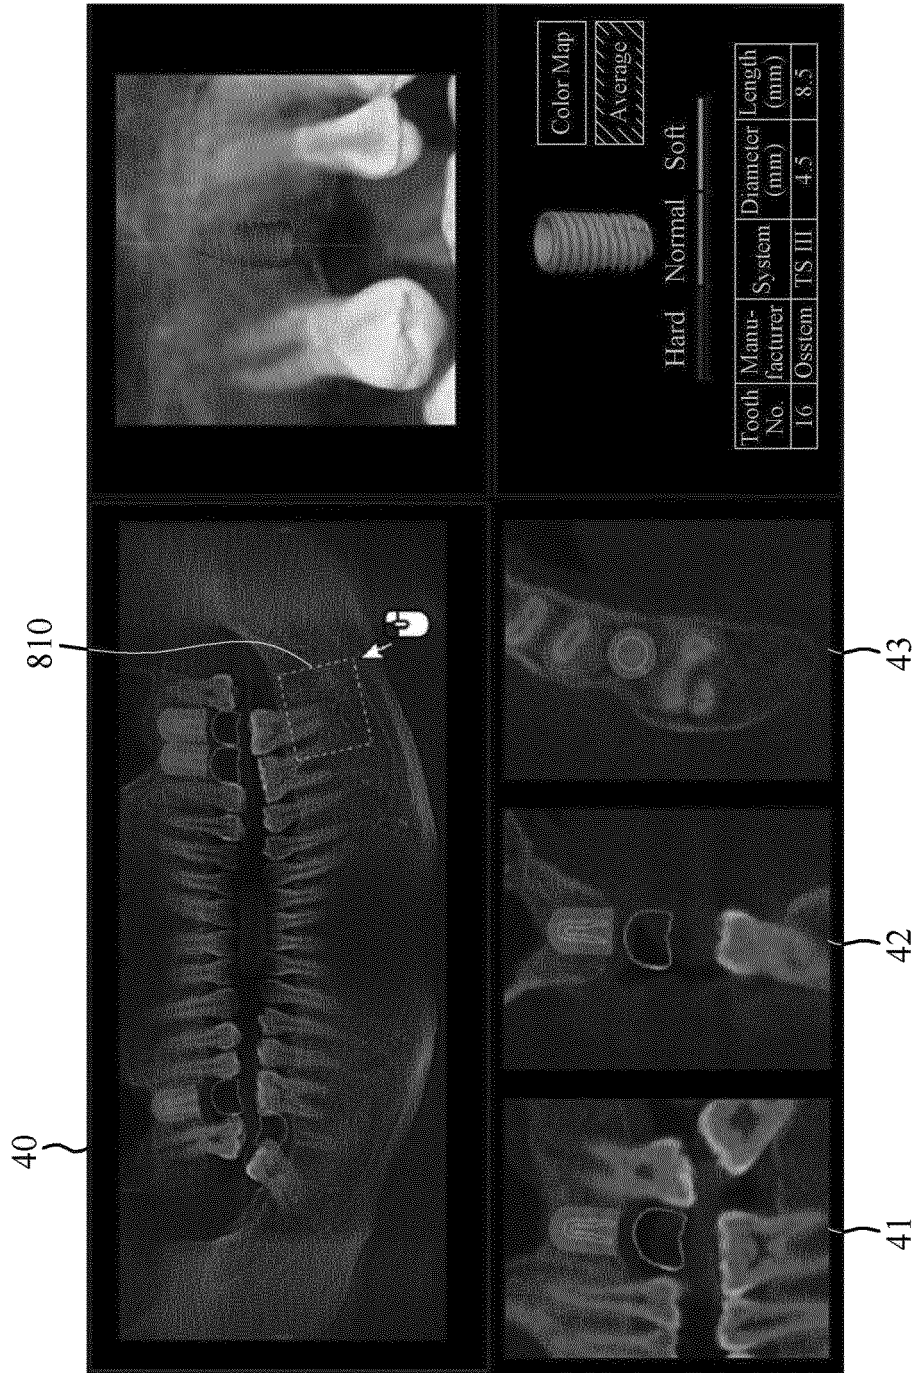 40
810
Color Map
Average
Hard Normal Soft
Tooth No. Manu-facturer System Diameter (mm) Length (mm)
16 Osstem TS III 4.5 8.5
41
42
43